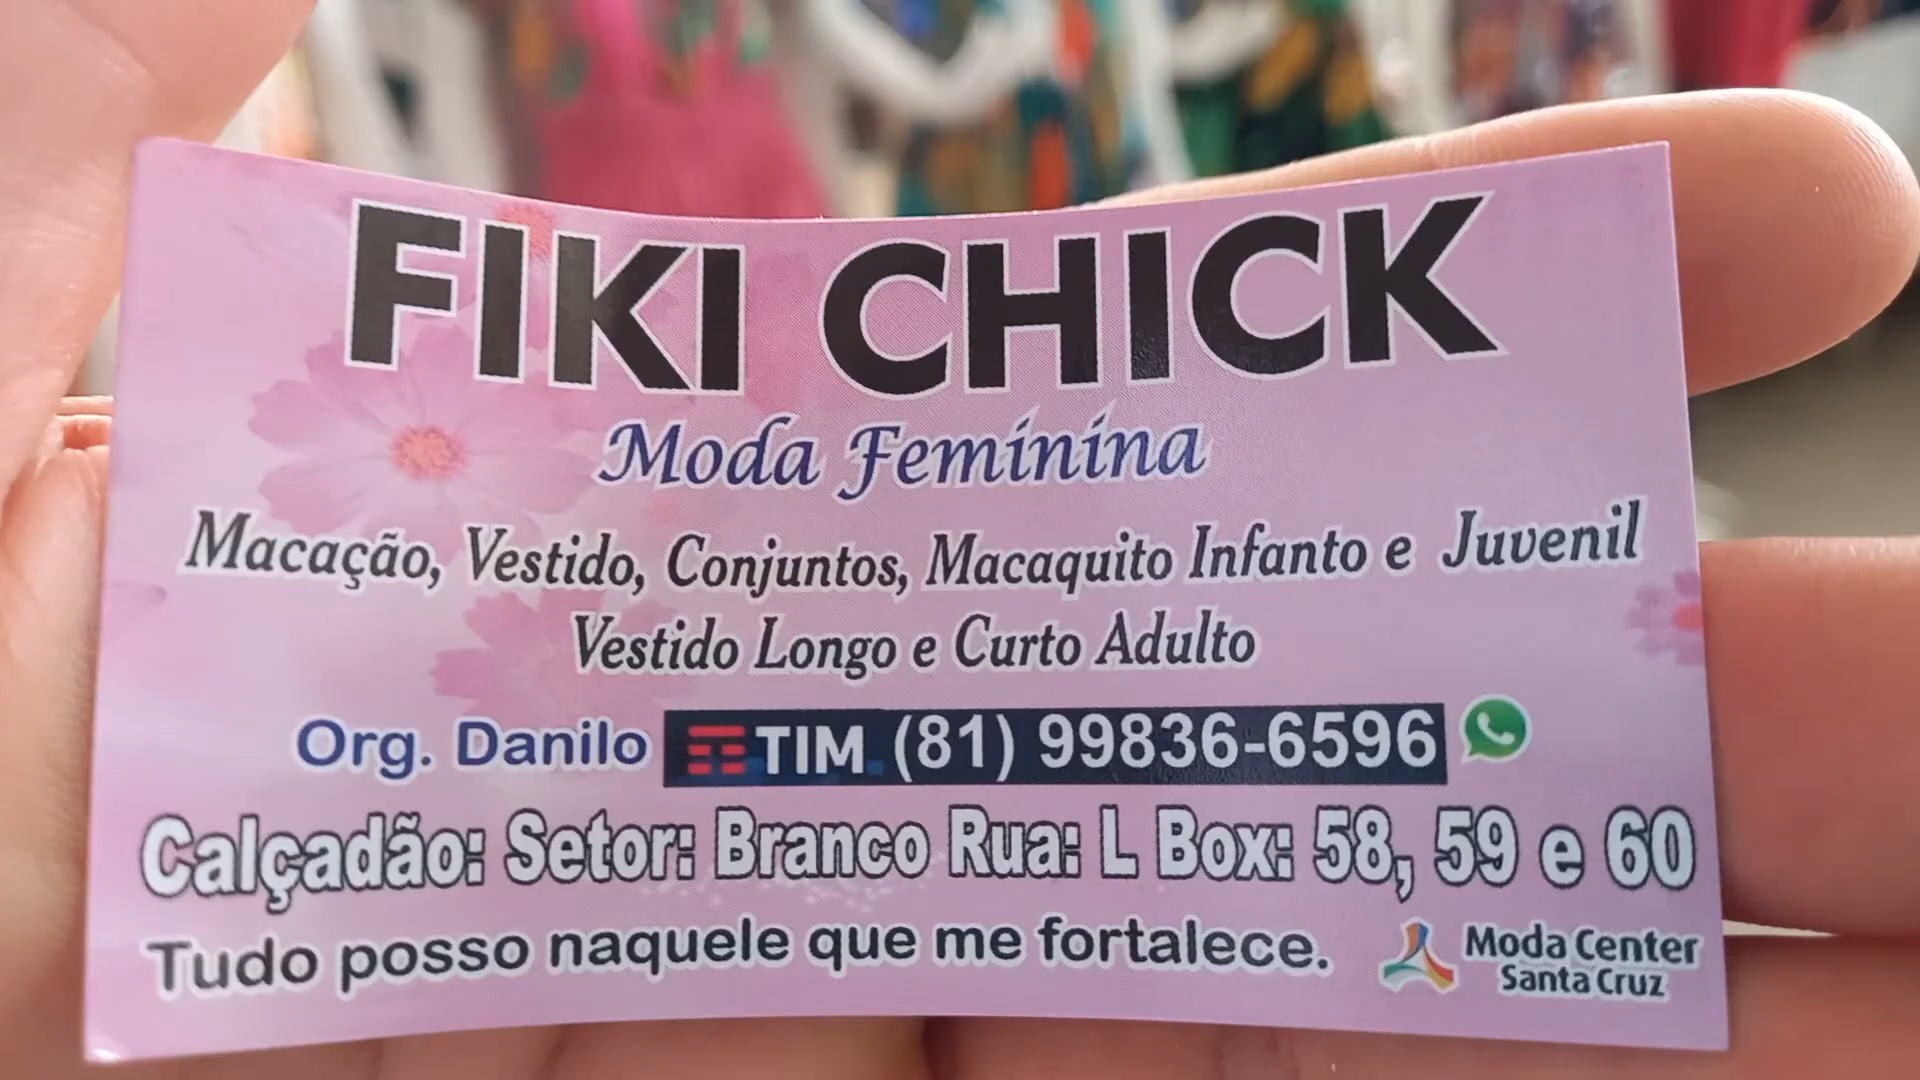 FIKI CHICK
Moda Feminina
Macação, Vestido, Conjuntos, Macaquito Infanto e Juvenil
Vestido Longo e Curto Adulto
Org. Danilo TIM (81) 99836-6596
Calçadão: Setor: Branco Rua: L Box: 58, 59 e 60
Tudo posso naquele que me fortalece.
Moda Center
Santa Cruz